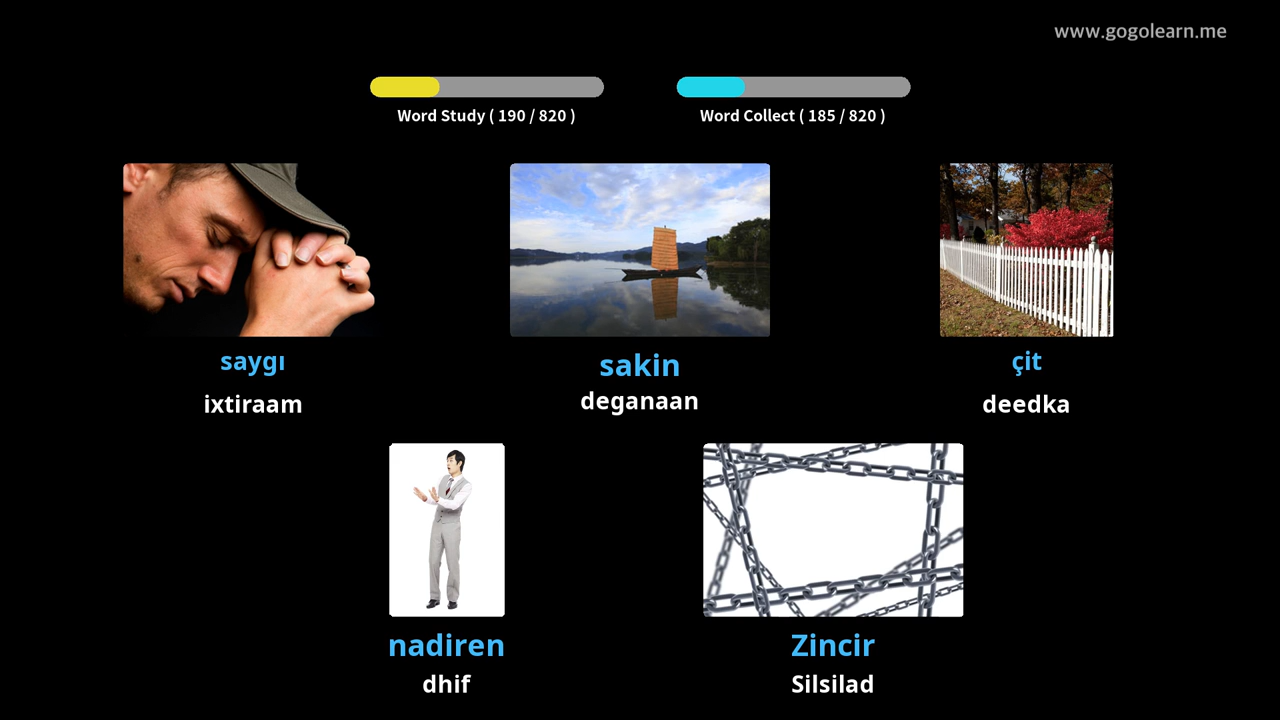 www.gogolearn.me
Word Study ( 190 / 820 )
Word Collect ( 185 / 820 )
saygı
ixtiraam
sakin
deganaan
çit
deedka
nadiren
dhif
Zincir
Silsilad